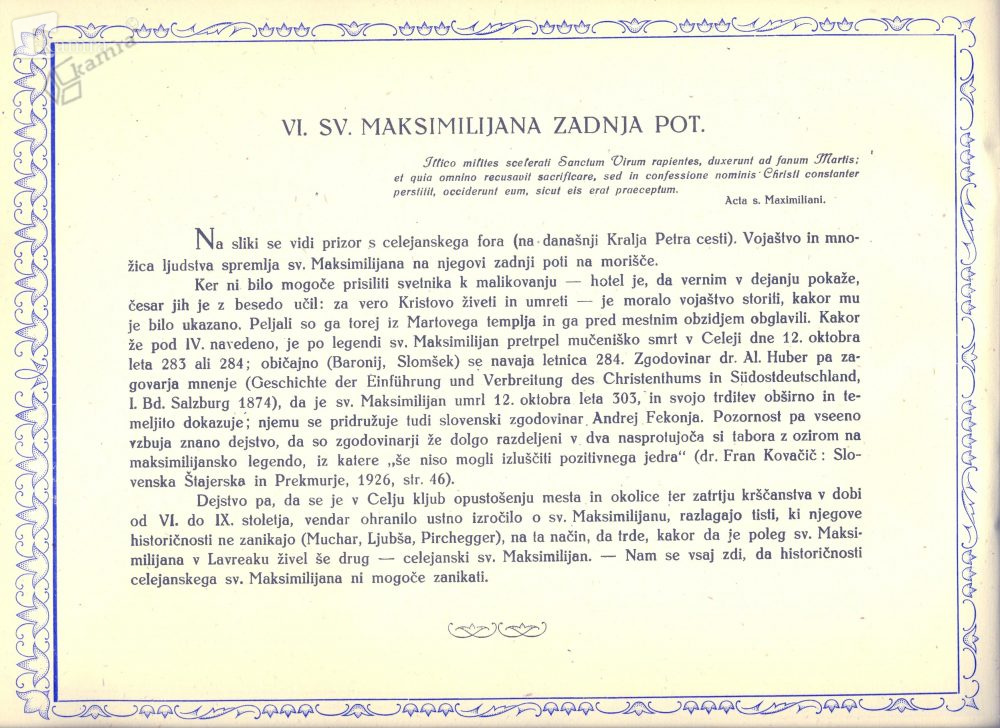 kamra
VI. SV. MAKSIMILIJANA ZADNJA POT.
Illico milites scelerati Sanctum Virum rapientes, duxerunt ad fanum Martis;
et quia omnino recusavit sacrificare, sed in confessione nominis Christi constanter
perstitit, occiderunt eum, sicut eis erat praeceptum.
Acta s. Maximiliani.
Na sliki se vidi prizor s celejanskega fora (na današnji Kralja Petra cesti). Vojaštvo in mno-
žica ljudstva spremlja sv. Maksimilijana na njegovi zadnji poti na morišče.
Ker ni bilo mogoče prisiliti svetnika k malikovanju — hotel je, da vernim v dejanju pokaže,
česar jih je z besedo učil: za vero Kristovo živeti in umreti — je moralo vojaštvo storiti, kakor mu
je bilo ukazano. Peljali so ga torej iz Martovega templja in ga pred mestnim obzidjem obglavili. Kakor
že pod IV. navedeno, je po legendi sv. Maksimilijan pretrpel mučeniško smrt v Celeji dne 12. oktobra
leta 283 ali 284; običajno (Baronij, Slomšek) se navaja letnica 284. Zgodovinar dr. Al. Huber pa za-
govarja mnenje (Geschichte der Einführung und Verbreitung des Christenthums in Südostdeutschland,
I. Bd. Salzburg 1874), da je sv. Maksimilijan umrl 12. oktobra leta 303, in svojo trditev obširno in te-
meljito dokazuje; njemu se pridružuje tudi slovenski zgodovinar Andrej Fekonja. Pozornost pa vseeno
vzbuja znano dejstvo, da so zgodovinarji že dolgo razdeljeni v dva nasprotujoča si tabora z ozirom na
maksimilijansko legendo, iz katere „še niso mogli izluščiti pozitivnega jedra“ (dr. Fran Kovačič: Slo-
venska Štajerska in Prekmurje, 1926, str. 46).
Dejstvo pa, da se je v Celju kljub opustošenju mesta in okolice ter zatrtju krščanstva v dobi
od VI. do IX. stoletja, vendar ohranilo ustno izročilo o sv. Maksimilijanu, razlagajo tisti, ki njegove
historičnosti ne zanikajo (Muchar, Ljubša, Pirchegger), na ta način, da trde, kakor da je poleg sv. Maksi-
milijana v Lavreaku živel še drug — celejanski sv. Maksimilijan. — Nam se vsaj zdi, da historičnosti
celejanskega sv. Maksimilijana ni mogoče zanikati.